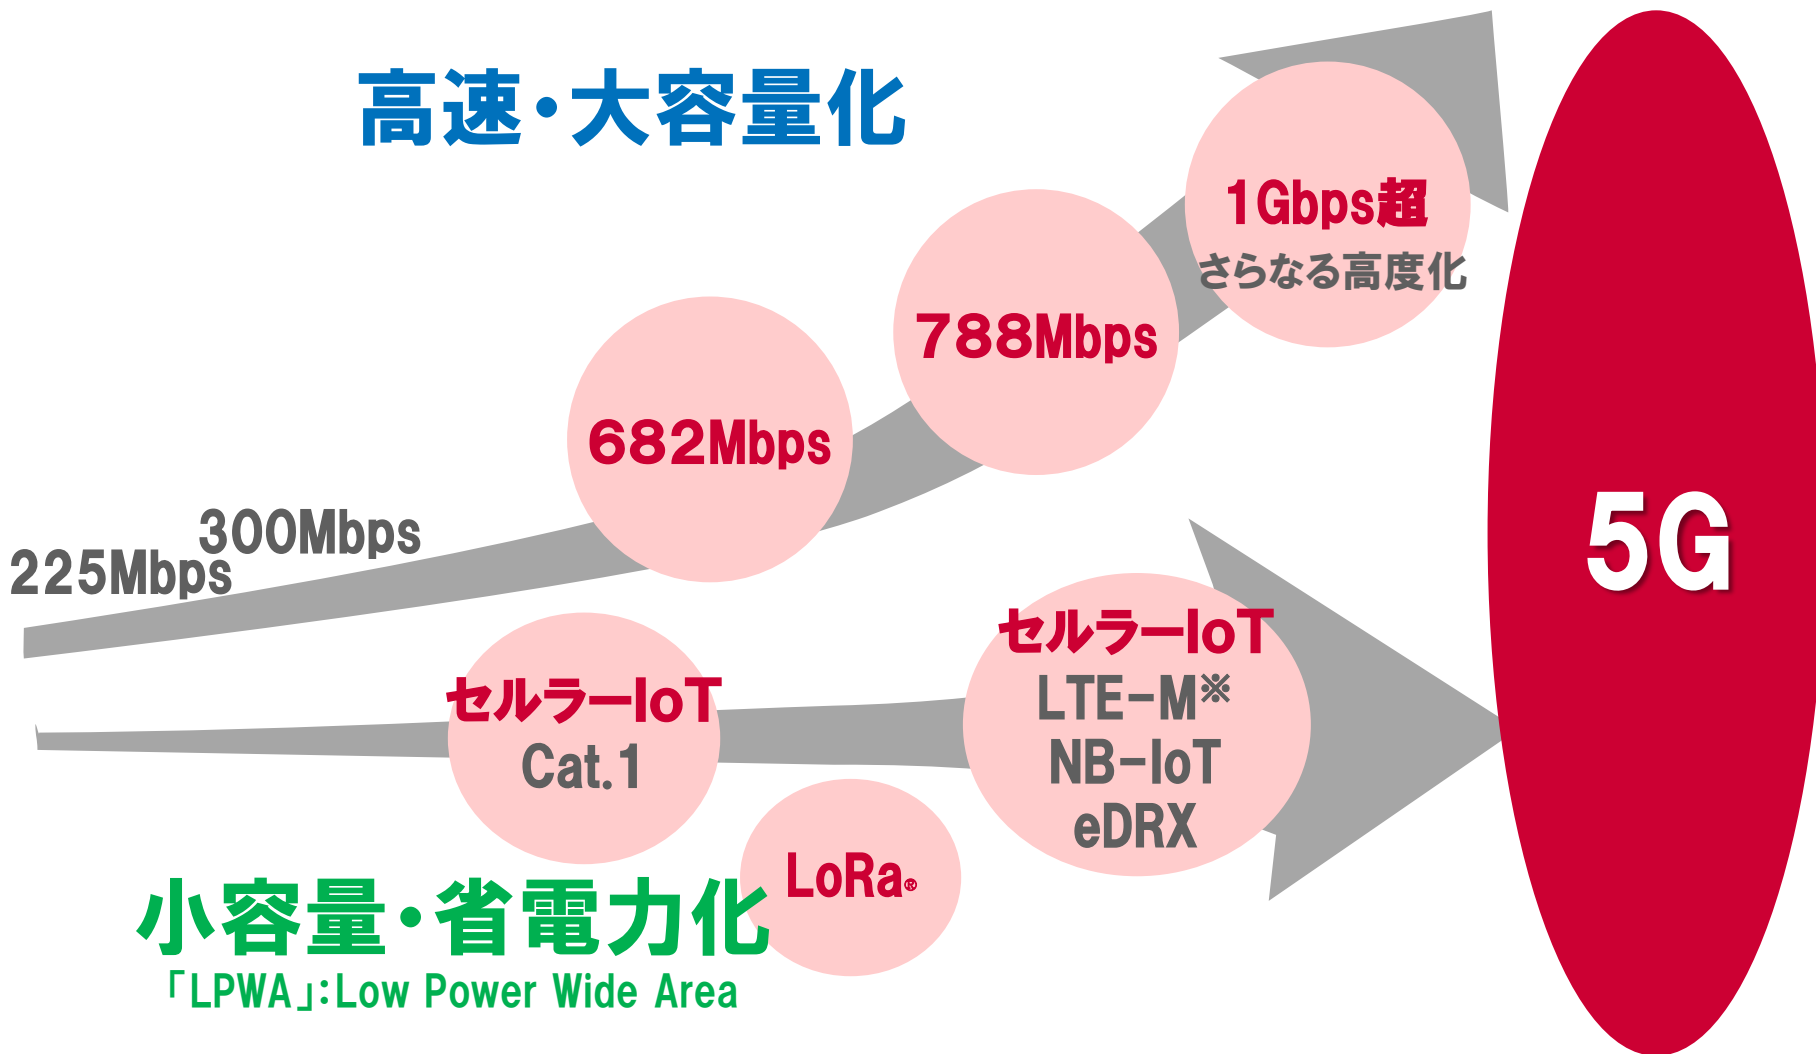 高速・大容量化
1Gbps超
さらなる高度化
788Mbps
682Mbps
300Mbps
225Mbps
5G
セルラーIoT
Cat.1
セルラーIoT
LTE-M※
NB-IoT
eDRX
LoRa®
小容量・省電力化
「LPWA」:Low Power Wide Area